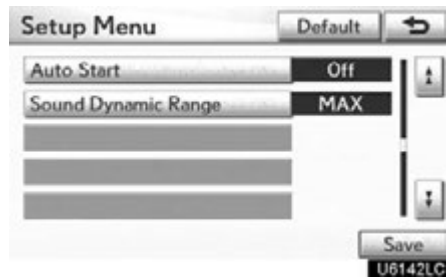 Setup Menu Default
Auto Start Off
Sound Dynamic Range MAX
Save
U6142LC